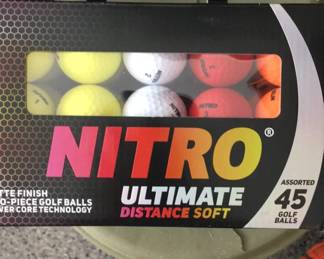 NITRO®
ULTIMATE
DISTANCE SOFT
FINISH
-PIECE GOLF BALLS
CORE TECHNOLOGY
ASSORTED
45
GOLF
BALLS